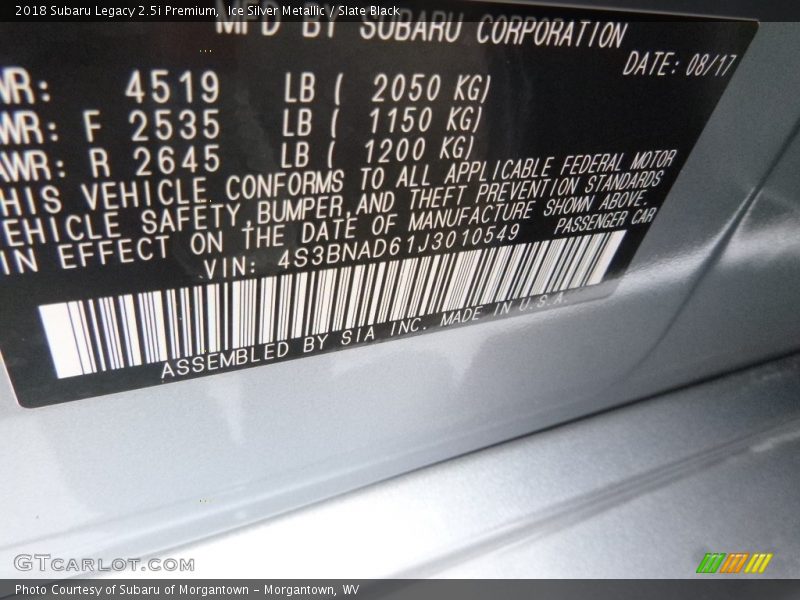 2018 Subaru Legacy 2.5i Premium, Ice Silver Metallic / Slate Black
MFD BY SUBARU CORPORATION
DATE: 08/17
WR: 4519 LB ( 2050 KG)
WR: F 2535 LB ( 1150 KG)
AWR: R 2645 LB ( 1200 KG)
HIS VEHICLE CONFORMS TO ALL APPLICABLE FEDERAL MOTOR
EHICLE SAFETY,BUMPER,AND THEFT PREVENTION STANDARDS
IN EFFECT ON THE DATE OF MANUFACTURE SHOWN ABOVE.
VIN: 4S3BNAD61J3010549 PASSENGER CAR
ASSEMBLED BY SIA INC. MADE IN U.S.A.
GTCARLOT.COM
Photo Courtesy of Subaru of Morgantown - Morgantown, WV